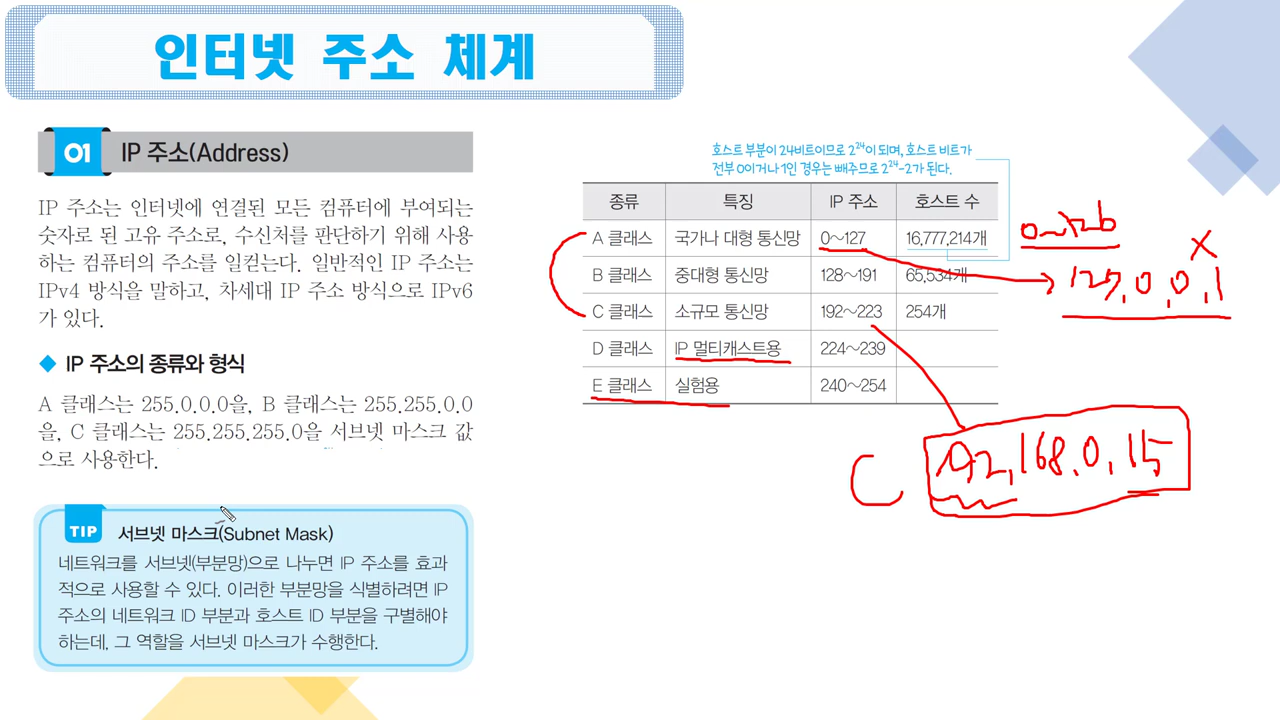 인터넷 주소 체계
01 IP 주소(Address)
IP 주소는 인터넷에 연결된 모든 컴퓨터에 부여되는
숫자로 된 고유 주소로, 수신처를 판단하기 위해 사용
하는 컴퓨터의 주소를 일컫는다. 일반적인 IP 주소는
IPv4 방식을 말하고, 차세대 IP 주소 방식으로 IPv6
가 있다.
◆ IP 주소의 종류와 형식
A 클래스는 255.0.0.0을, B 클래스는 255.255.0.0
을, C 클래스는 255.255.255.0을 서브넷 마스크 값
으로 사용한다.
TIP 서브넷 마스크(Subnet Mask)
네트워크를 서브넷(부분망)으로 나누면 IP 주소를 효과
적으로 사용할 수 있다. 이러한 부분망을 식별하려면 IP
주소의 네트워크 ID 부분과 호스트 ID 부분을 구별해야
하는데, 그 역할을 서브넷 마스크가 수행한다.
호스트 부분이 24비트이므로 2²⁴이 되며, 호스트 비트가
전부 0이거나 1인 경우는 빼주므로 2²⁴-2가 된다.
종류 특징 IP 주소 호스트 수
A 클래스 국가나 대형 통신망 0~127 16,777,214개
B 클래스 중대형 통신망 128~191 65,534개
C 클래스 소규모 통신망 192~223 254개
D 클래스 IP 멀티캐스트용 224~239
E 클래스 실험용 240~254
0~126
X
127.0.0.1
C 192.168.0.15